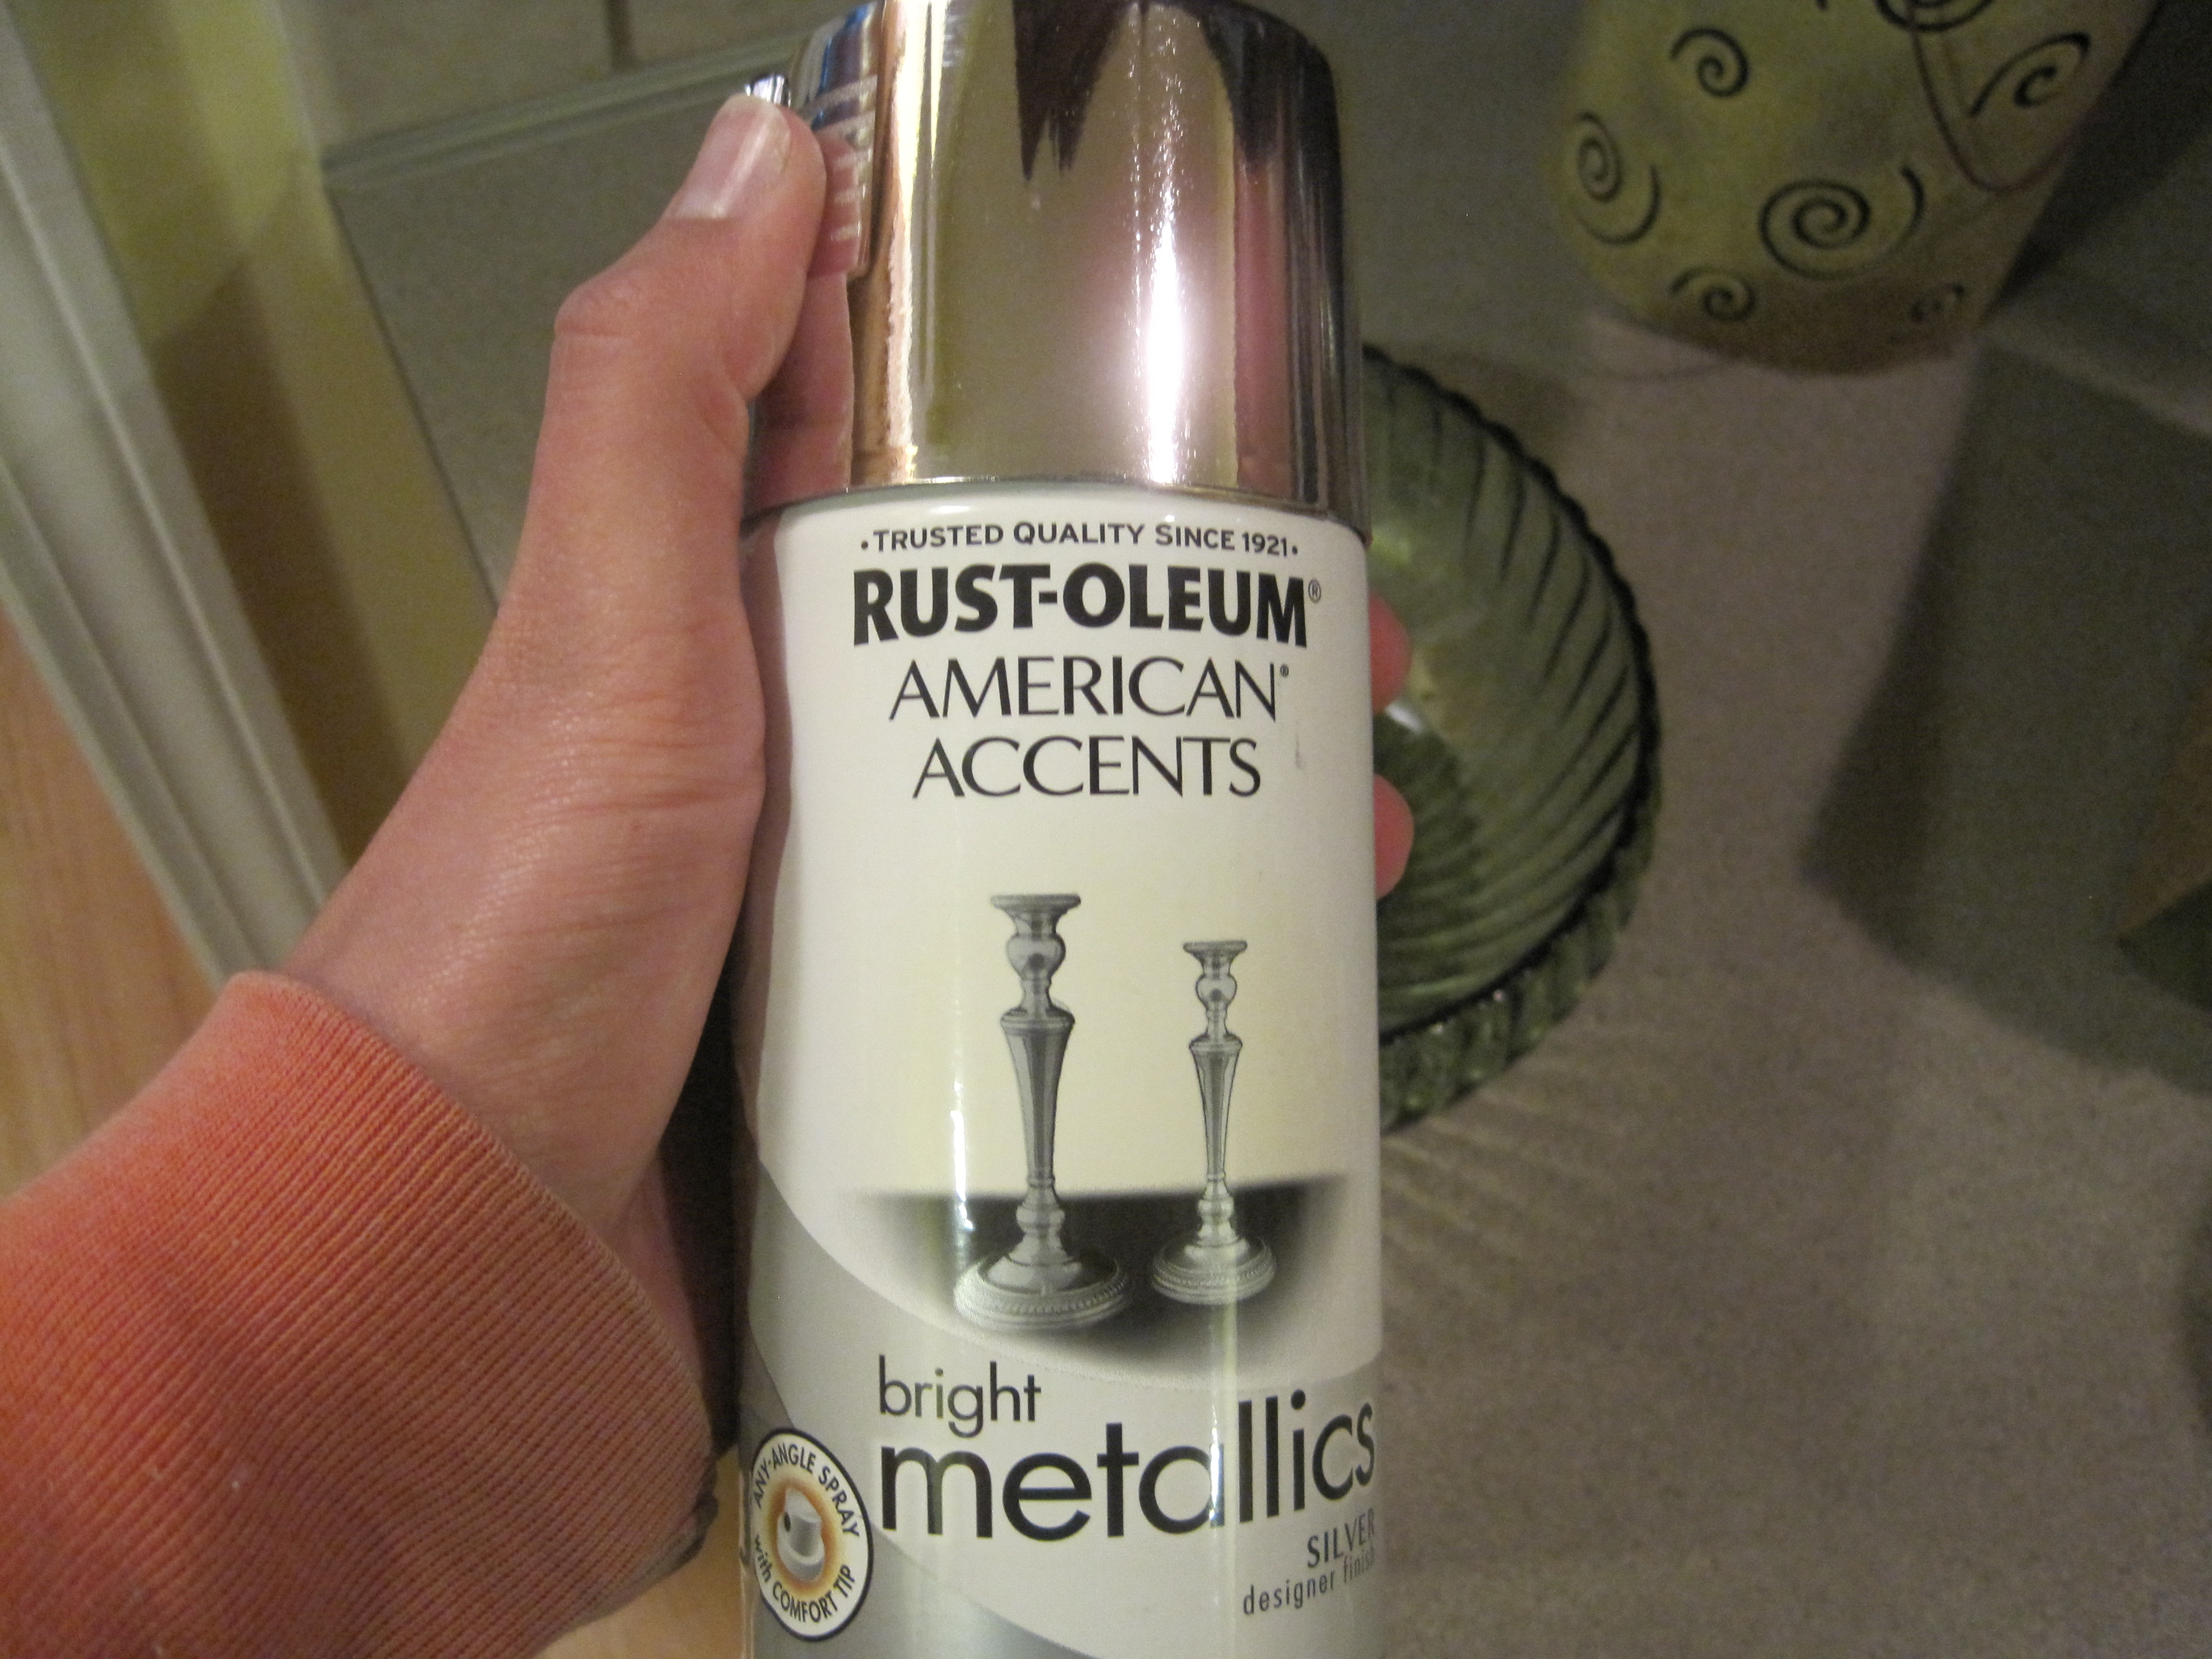 •TRUSTED QUALITY SINCE 1921•
RUST-OLEUM®
AMERICAN®
ACCENTS
bright
metallics
SILVER
designer finish
ANY-ANGLE SPRAY
with COMFORT TIP